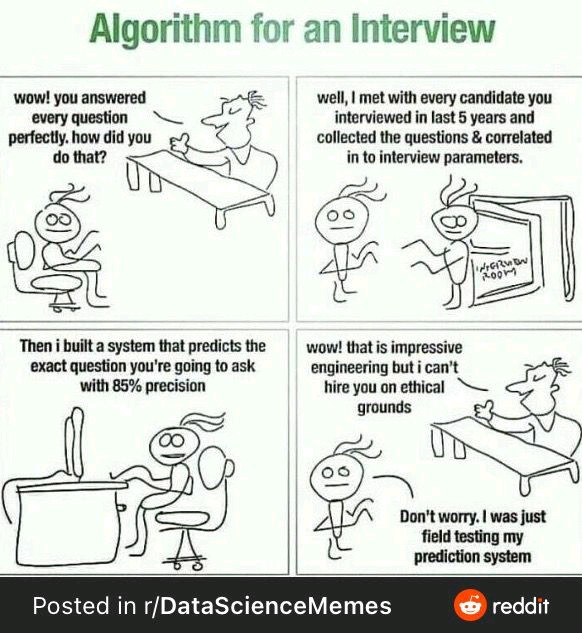 Algorithm for an Interview
wow! you answered
every question
perfectly. how did you
do that?
well, I met with every candidate you
interviewed in last 5 years and
collected the questions & correlated
in to interview parameters.
INTERVIEW
ROOM
Then i built a system that predicts the
exact question you're going to ask
with 85% precision
wow! that is impressive
engineering but i can't
hire you on ethical
grounds
Don't worry. I was just
field testing my
prediction system
Posted in r/DataScienceMemes
reddit